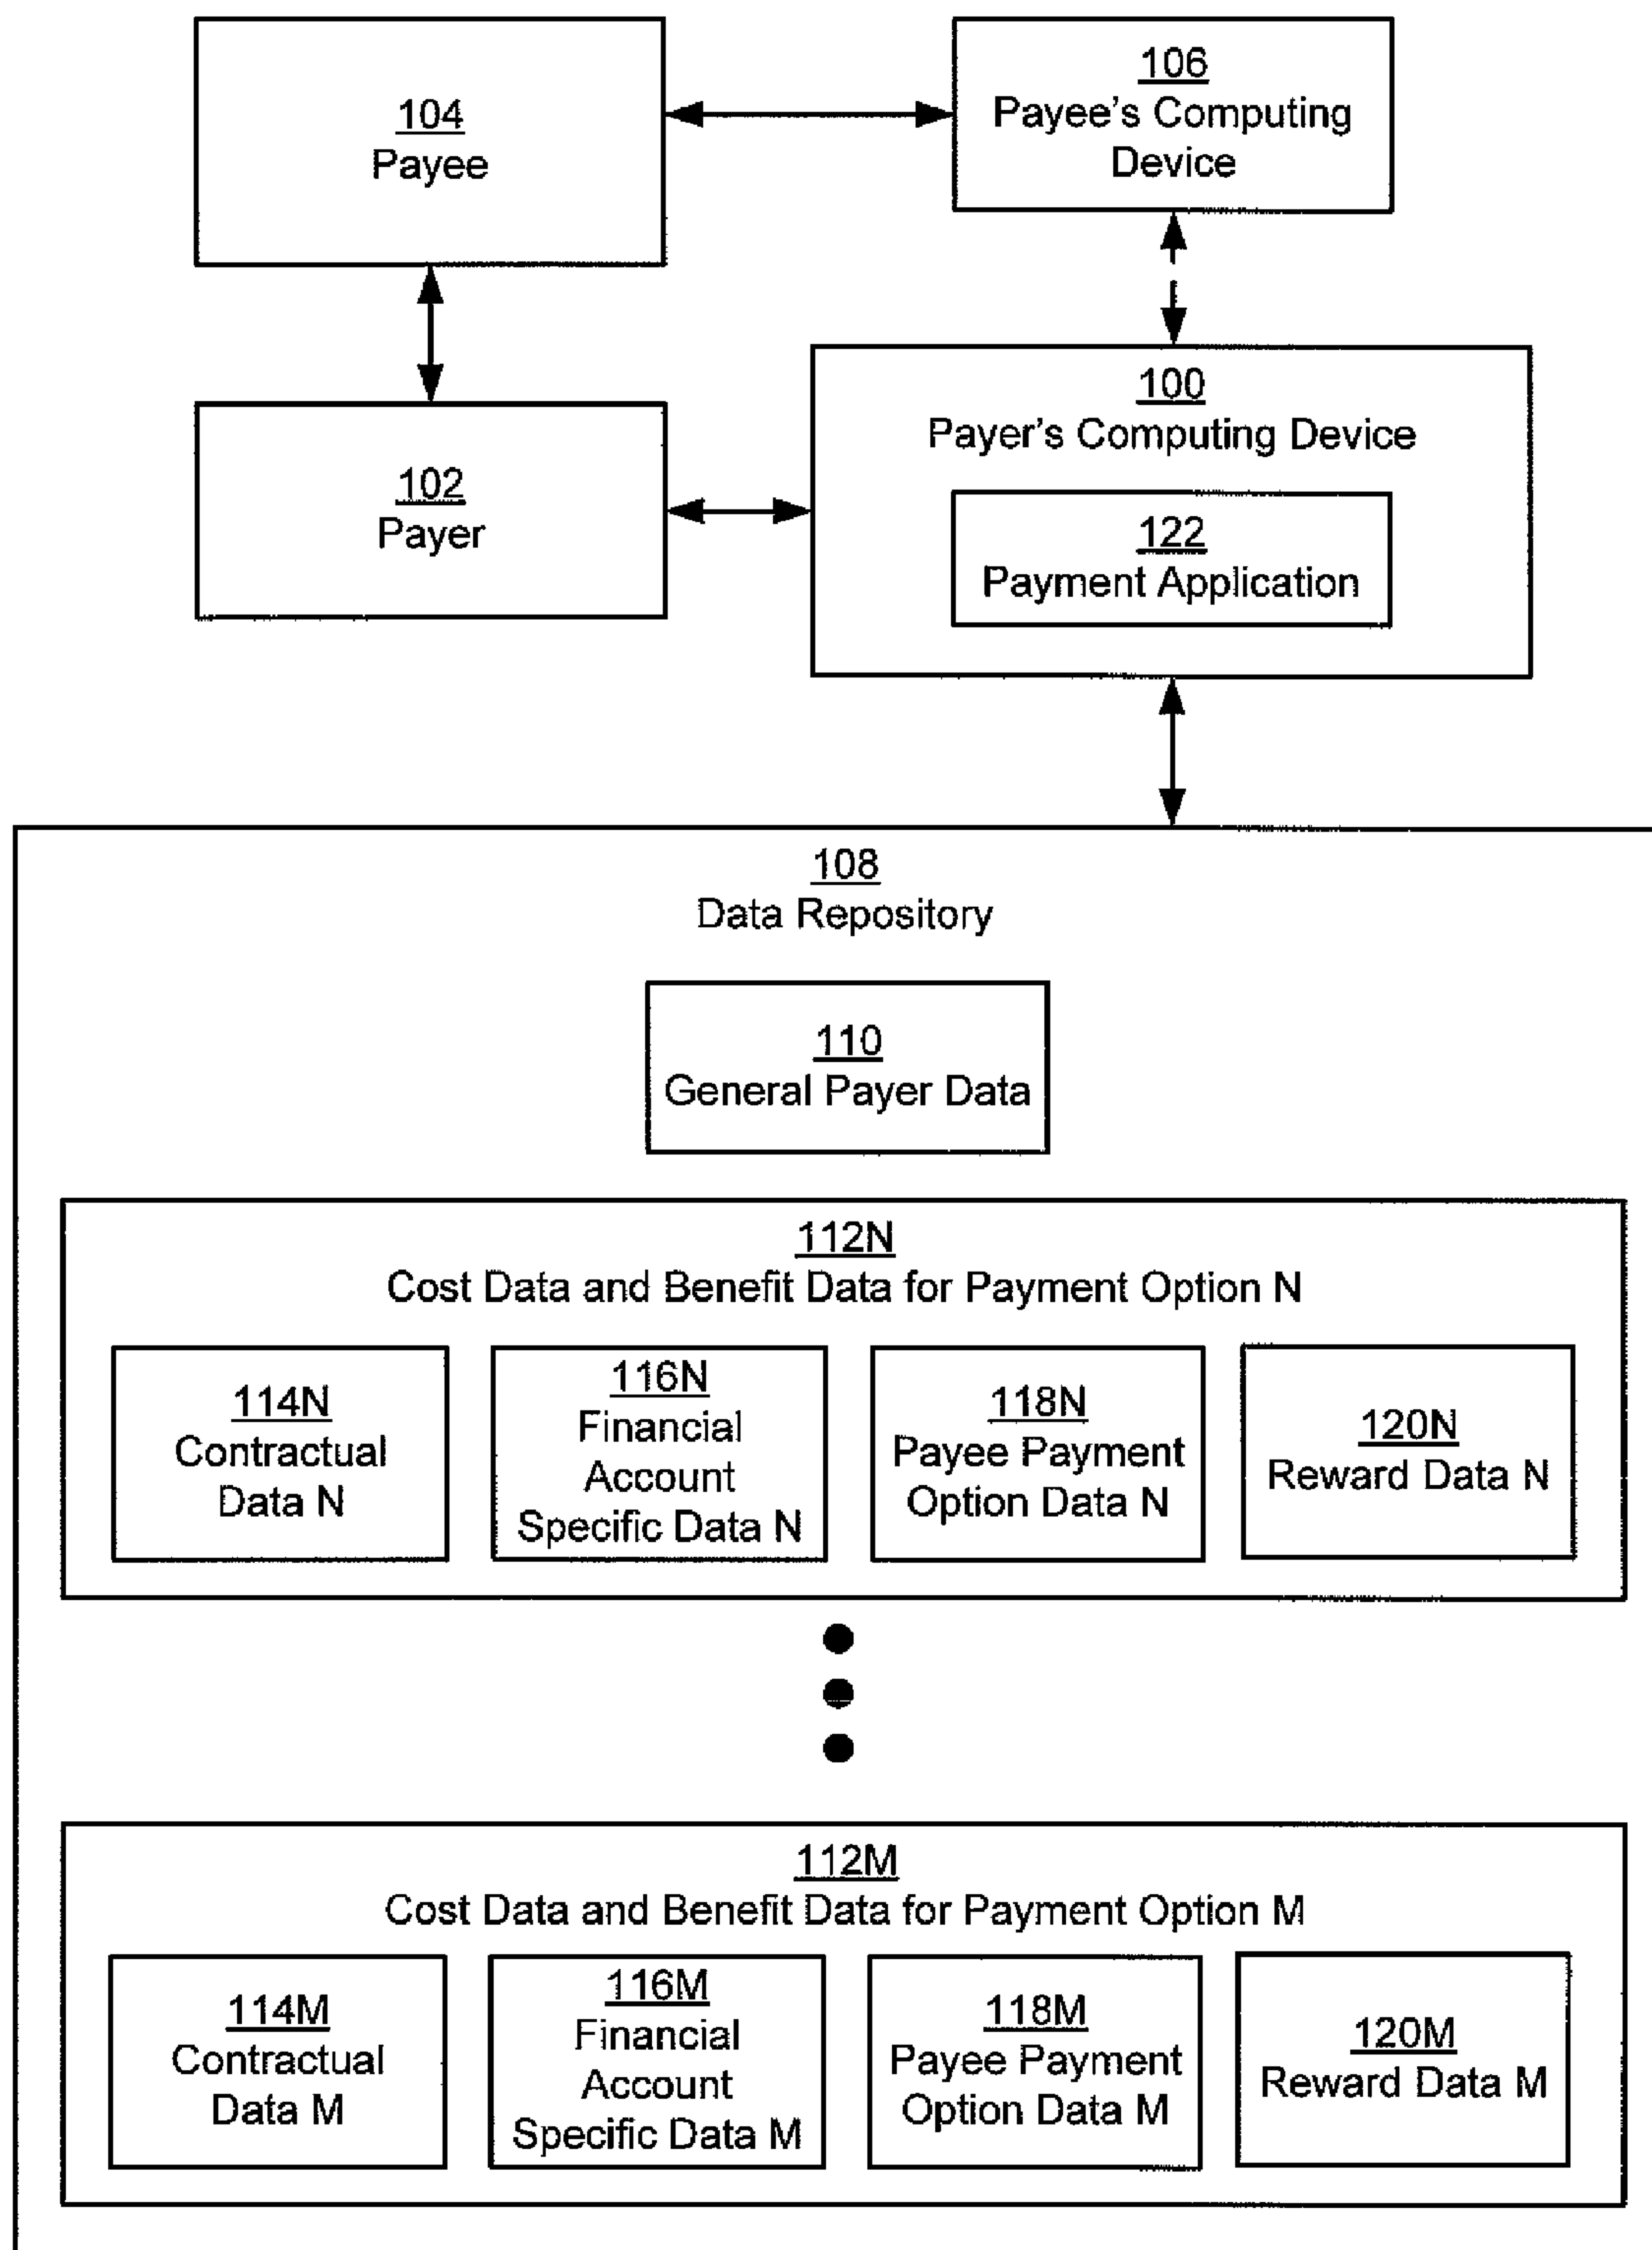 104
Payee
106
Payee's Computing
Device
100
Payer's Computing Device
102
Payer
122
Payment Application
108
Data Repository
110
General Payer Data
112N
Cost Data and Benefit Data for Payment Option N
114N
Contractual
Data N
116N
Financial
Account
Specific Data N
118N
Payee Payment
Option Data N
120N
Reward Data N
112M
Cost Data and Benefit Data for Payment Option M
114M
Contractual
Data M
116M
Financial
Account
Specific Data M
118M
Payee Payment
Option Data M
120M
Reward Data M